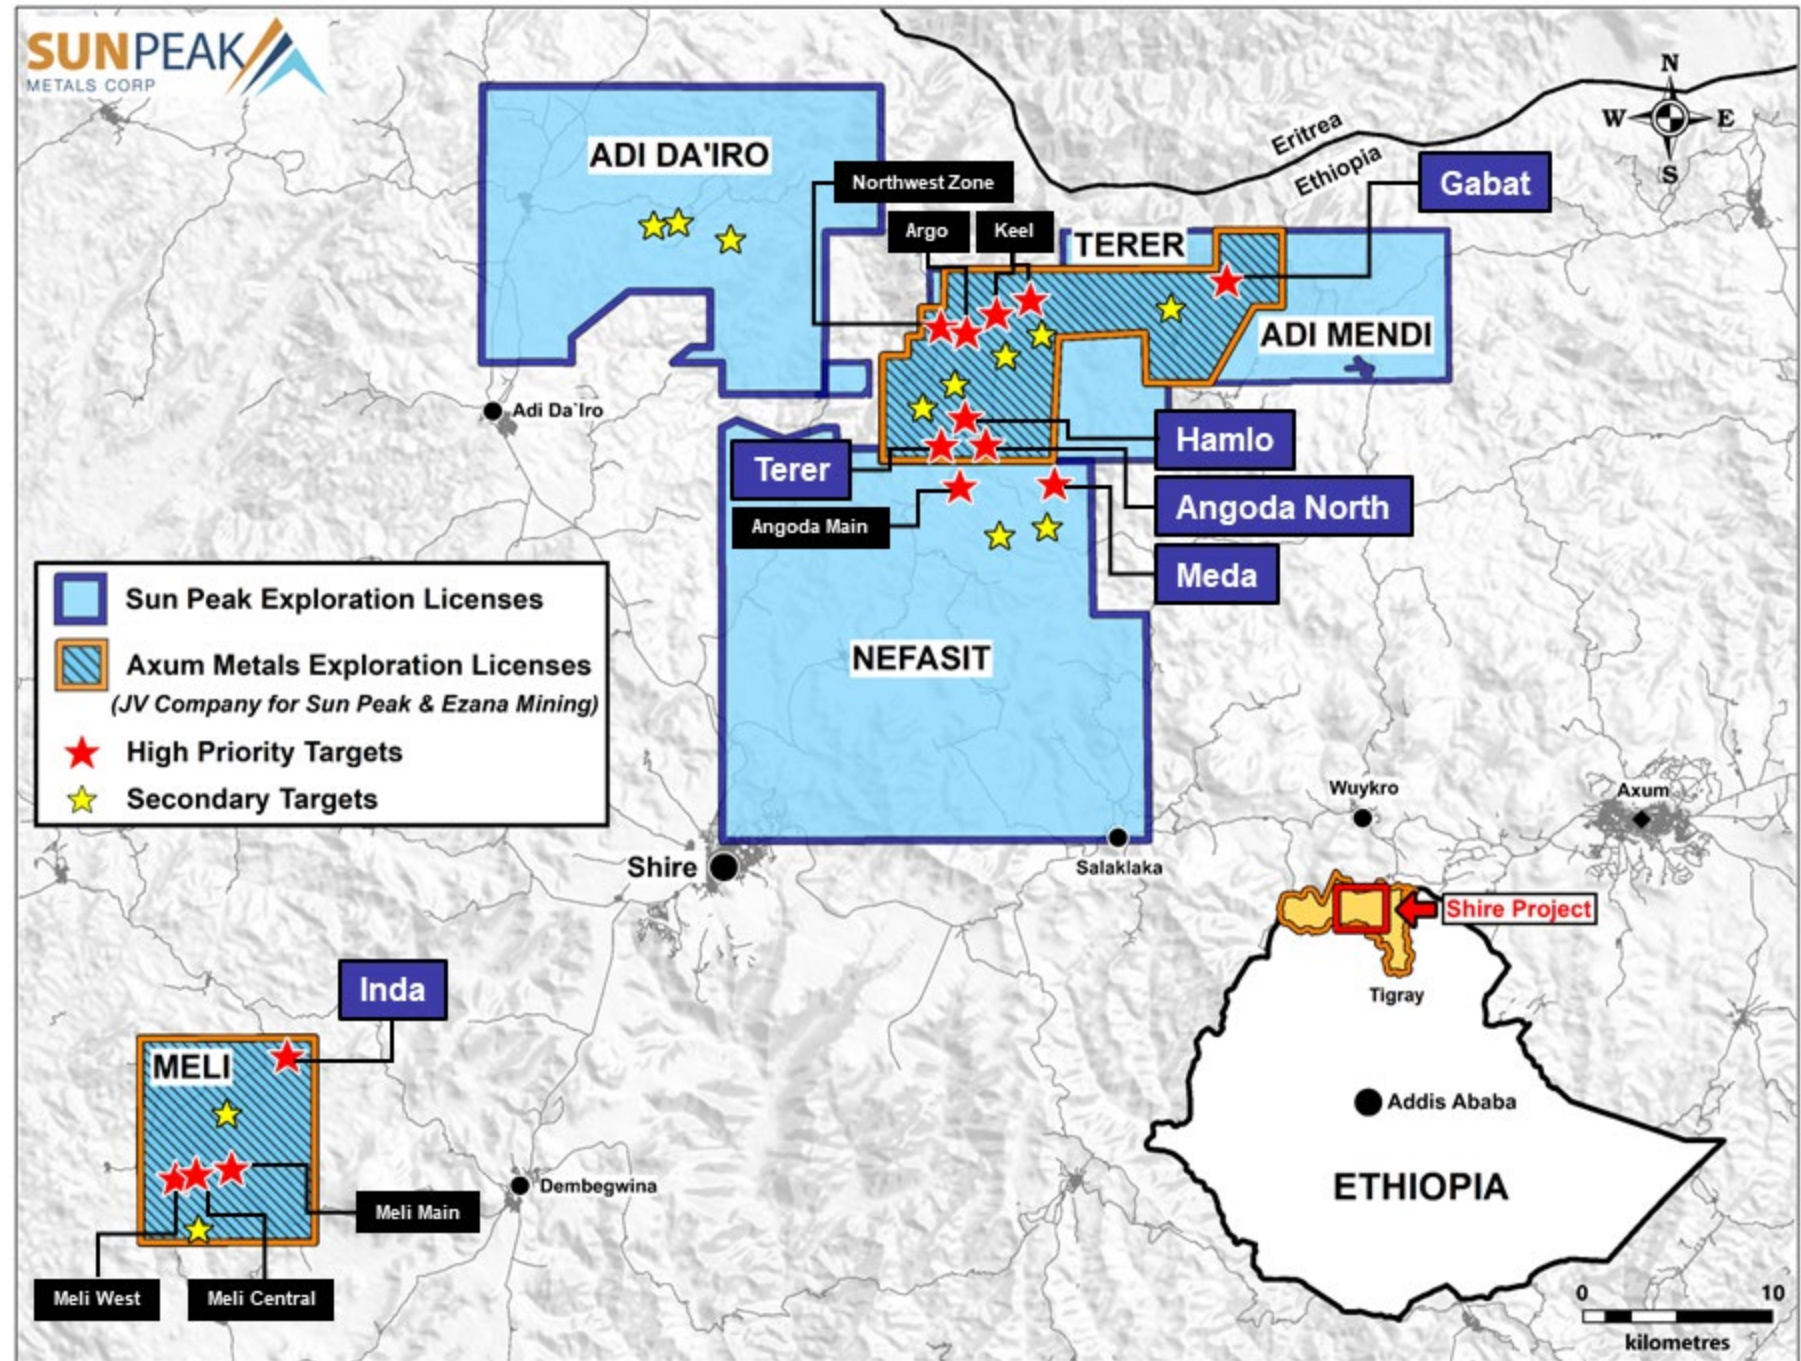 SUNPEAK
METALS CORP
N
W
E
S
Eritrea
Ethiopia
ADI DA'IRO
Northwest Zone
Argo
Keel
TERER
Gabat
ADI MENDI
Adi Da`Iro
Hamlo
Terer
Angoda North
Angoda Main
Meda
NEFASIT
Sun Peak Exploration Licenses
Axum Metals Exploration Licenses
(JV Company for Sun Peak & Ezana Mining)
High Priority Targets
Secondary Targets
Shire
Salaklaka
Wuykro
Axum
Shire Project
Tigray
Inda
MELI
Addis Ababa
ETHIOPIA
Dembegwina
Meli Main
Meli West
Meli Central
0
10
kilometres